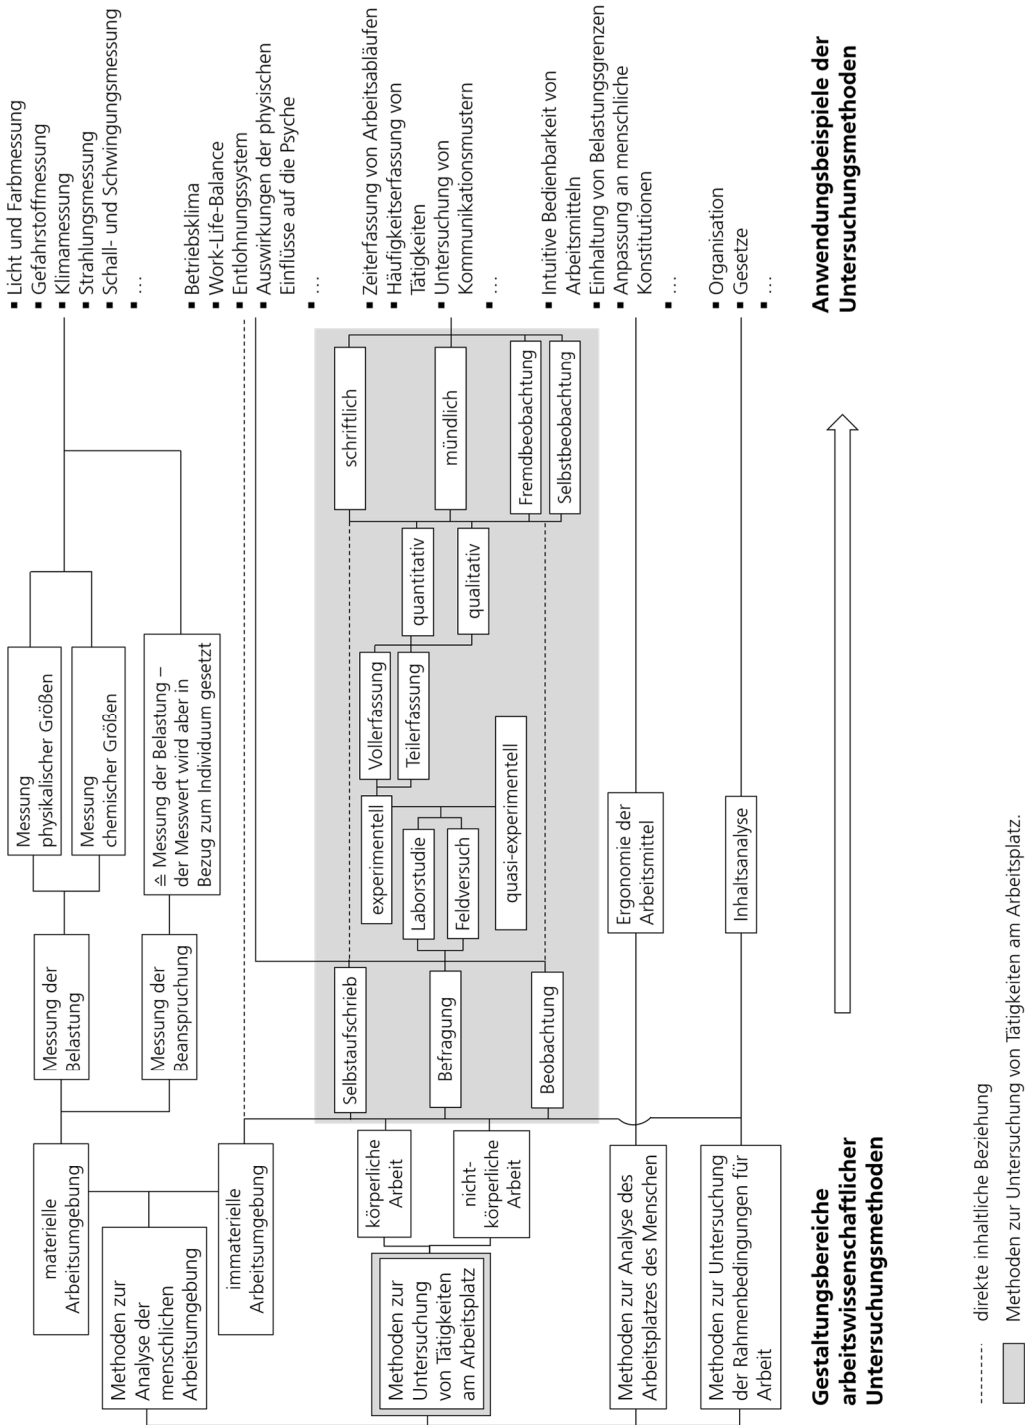 Methoden zur
Analyse der
menschlichen
Arbeitsumgebung
materielle
Arbeitsumgebung
immaterielle
Arbeitsumgebung
Messung der
Belastung
Messung der
Beanspruchung
Messung
physikalischer Größen
Messung
chemischer Größen
≙ Messung der Belastung –
der Messwert wird aber in
Bezug zum Individuum gesetzt
▪ Licht und Farbmessung
▪ Gefahrstoffmessung
▪ Klimamessung
▪ Strahlungsmessung
▪ Schall- und Schwingungsmessung
▪ …
▪ Betriebsklima
▪ Work-Life-Balance
▪ Entlohnungssystem
▪ Auswirkungen der physischen
Einflüsse auf die Psyche
▪ …
Methoden zur
Untersuchung
von Tätigkeiten
am Arbeitsplatz
körperliche
Arbeit
nicht-
körperliche
Arbeit
Selbstaufschrieb
Befragung
Beobachtung
experimentell
Laborstudie
Feldversuch
quasi-experimentell
Vollerfassung
Teilerfassung
quantitativ
qualitativ
schriftlich
mündlich
Fremdbeobachtung
Selbstbeobachtung
▪ Zeiterfassung von Arbeitsabläufen
▪ Häufigkeitserfassung von
Tätigkeiten
▪ Untersuchung von
Kommunikationsmustern
▪ …
Methoden zur Analyse des
Arbeitsplatzes des Menschen
Ergonomie der
Arbeitsmittel
▪ Intuitive Bedienbarkeit von
Arbeitsmitteln
▪ Einhaltung von Belastungsgrenzen
▪ Anpassung an menschliche
Konstitutionen
▪ …
Methoden zur Untersuchung
der Rahmenbedingungen für
Arbeit
Inhaltsanalyse
▪ Organisation
▪ Gesetze
▪ …
Gestaltungsbereiche
arbeitswissenschaftlicher
Untersuchungsmethoden
Anwendungsbeispiele der
Untersuchungsmethoden
direkte inhaltliche Beziehung
Methoden zur Untersuchung von Tätigkeiten am Arbeitsplatz.